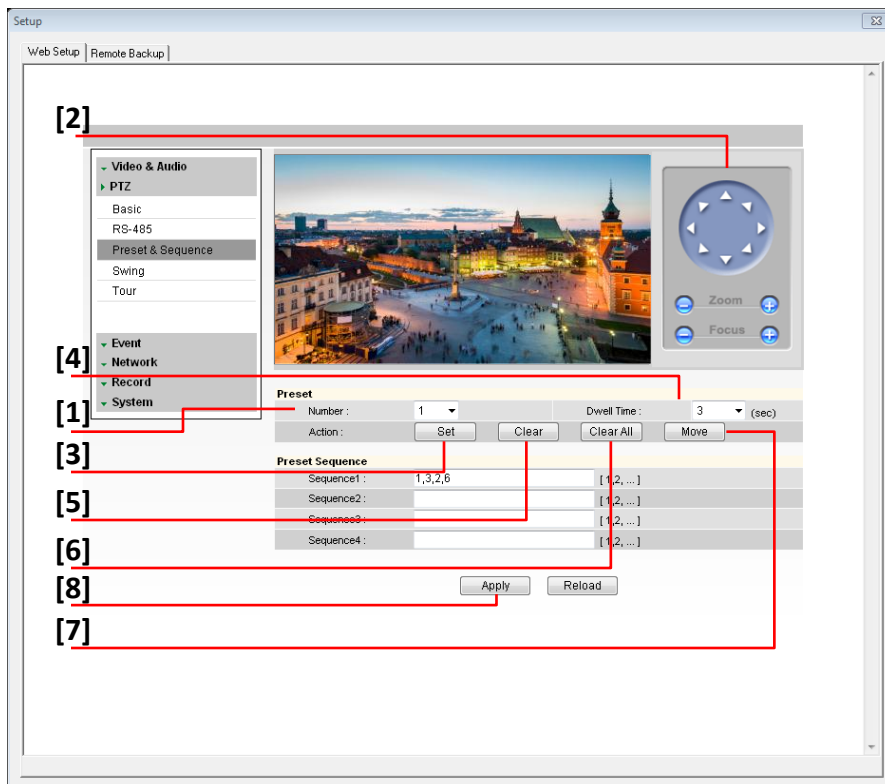 Setup
Web Setup Remote Backup
[2]
Video & Audio
PTZ
Basic
RS-485
Preset & Sequence
Swing
Tour
Zoom
Focus
Event
[4]
Network
Record
System
Preset
[1]
Number : 1 Dwell Time : 3 (sec)
Action : Set Clear Clear All Move
[3]
Preset Sequence
Sequence1 : 1,3,2,6 [ 1,2, ... ]
[5]
Sequence2 : [ 1,2, ... ]
Sequence3 : [ 1,2, ... ]
[6]
Sequence4 : [ 1,2, ... ]
[8]
Apply Reload
[7]